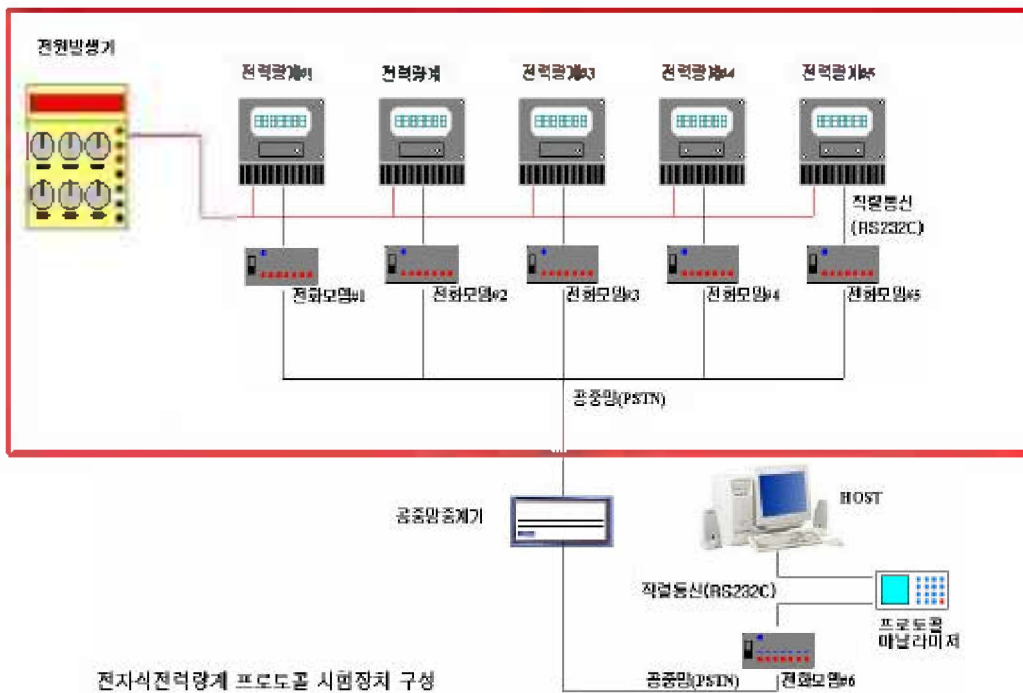 전원발생기
전력량계#1
전력량계
전력량계#3
전력량계#4
전력량계#5
직렬통신
(RS232C)
전화모뎀#1
전화모뎀#2
전화모뎀#3
전화모뎀#4
전화모뎀#5
공중망(PSTN)
공중망중계기
HOST
직렬통신(RS232C)
프로토콜
애널라이저
공중망(PSTN)
전화모뎀#6
전자식전력량계 프로토콜 시험장치 구성